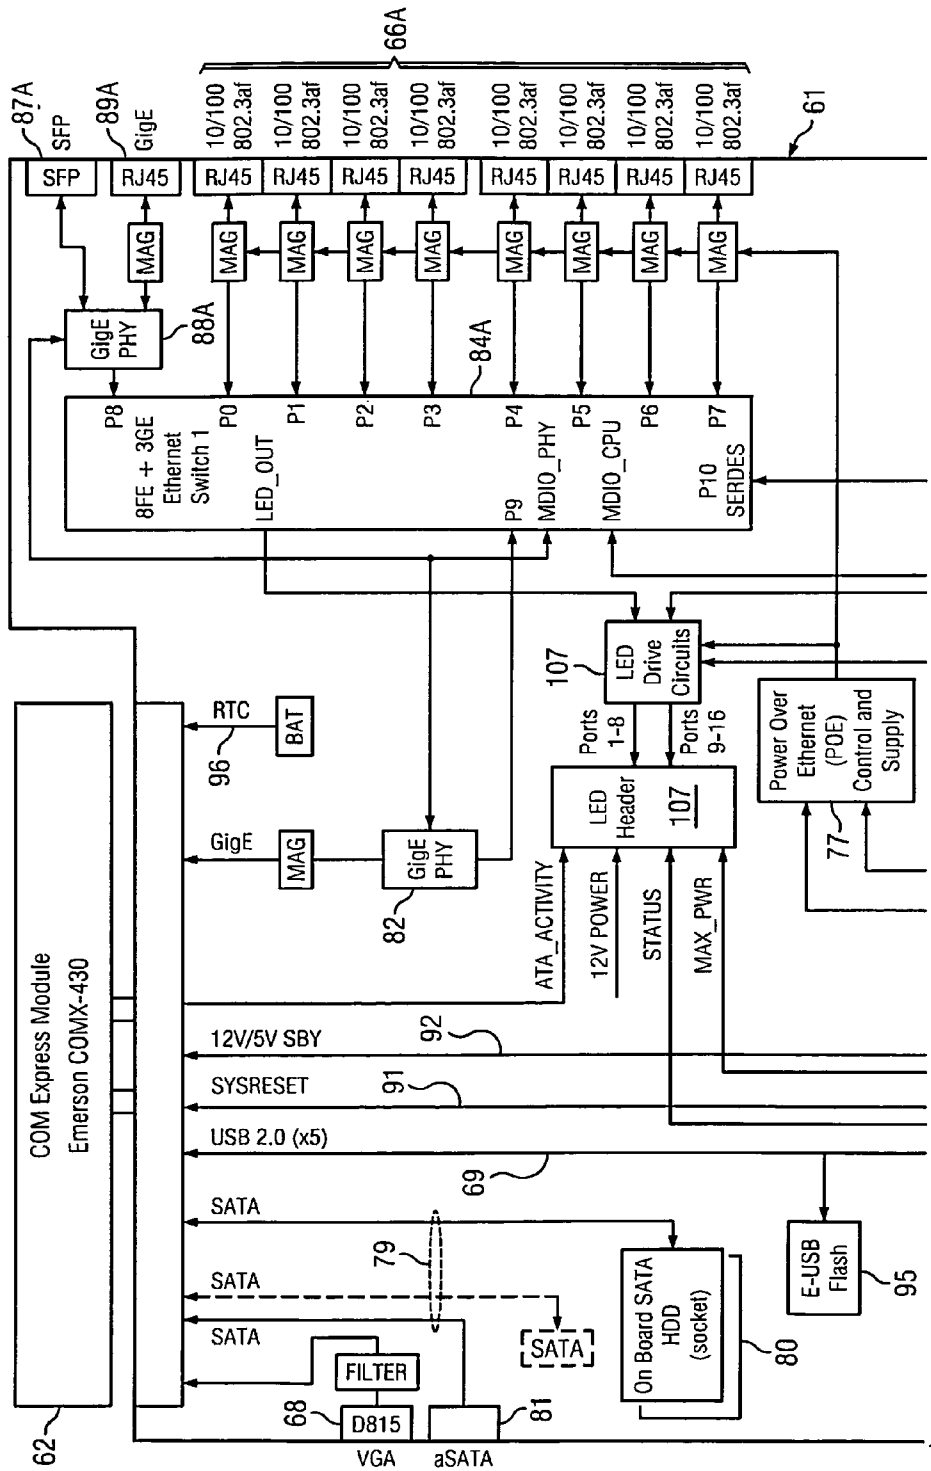 87A
SFP
89A
GigE
66A
10/100
802.3af
10/100
802.3af
10/100
802.3af
10/100
802.3af
10/100
802.3af
10/100
802.3af
10/100
802.3af
10/100
802.3af
61
SFP
RJ45
RJ45
RJ45
RJ45
RJ45
RJ45
RJ45
RJ45
RJ45
MAG
MAG
MAG
MAG
MAG
MAG
MAG
MAG
MAG
GigE
PHY
88A
84A
P8
P0
P1
P2
P3
P4
P5
P6
P7
8FE + 3GE
Ethernet
Switch 1
LED_OUT
P9
MDIO_PHY
MDIO_CPU
P10
SERDES
107
LED
Drive
Circuits
Ports
1-8
Ports
9-16
LED
Header
107
Power Over
Ethernet
(POE)
Control and
Supply
77
RTC
96
BAT
GigE
MAG
GigE
PHY
82
ATA_ACTIVITY
12V POWER
STATUS
MAX_PWR
COM Express Module
Emerson COMX-430
62
12V/5V SBY
92
SYSRESET
91
USB 2.0 (x5)
69
SATA
SATA
SATA
79
SATA
On Board SATA
HDD
(socket)
80
E-USB
Flash
95
FILTER
68
D815
VGA
81
aSATA